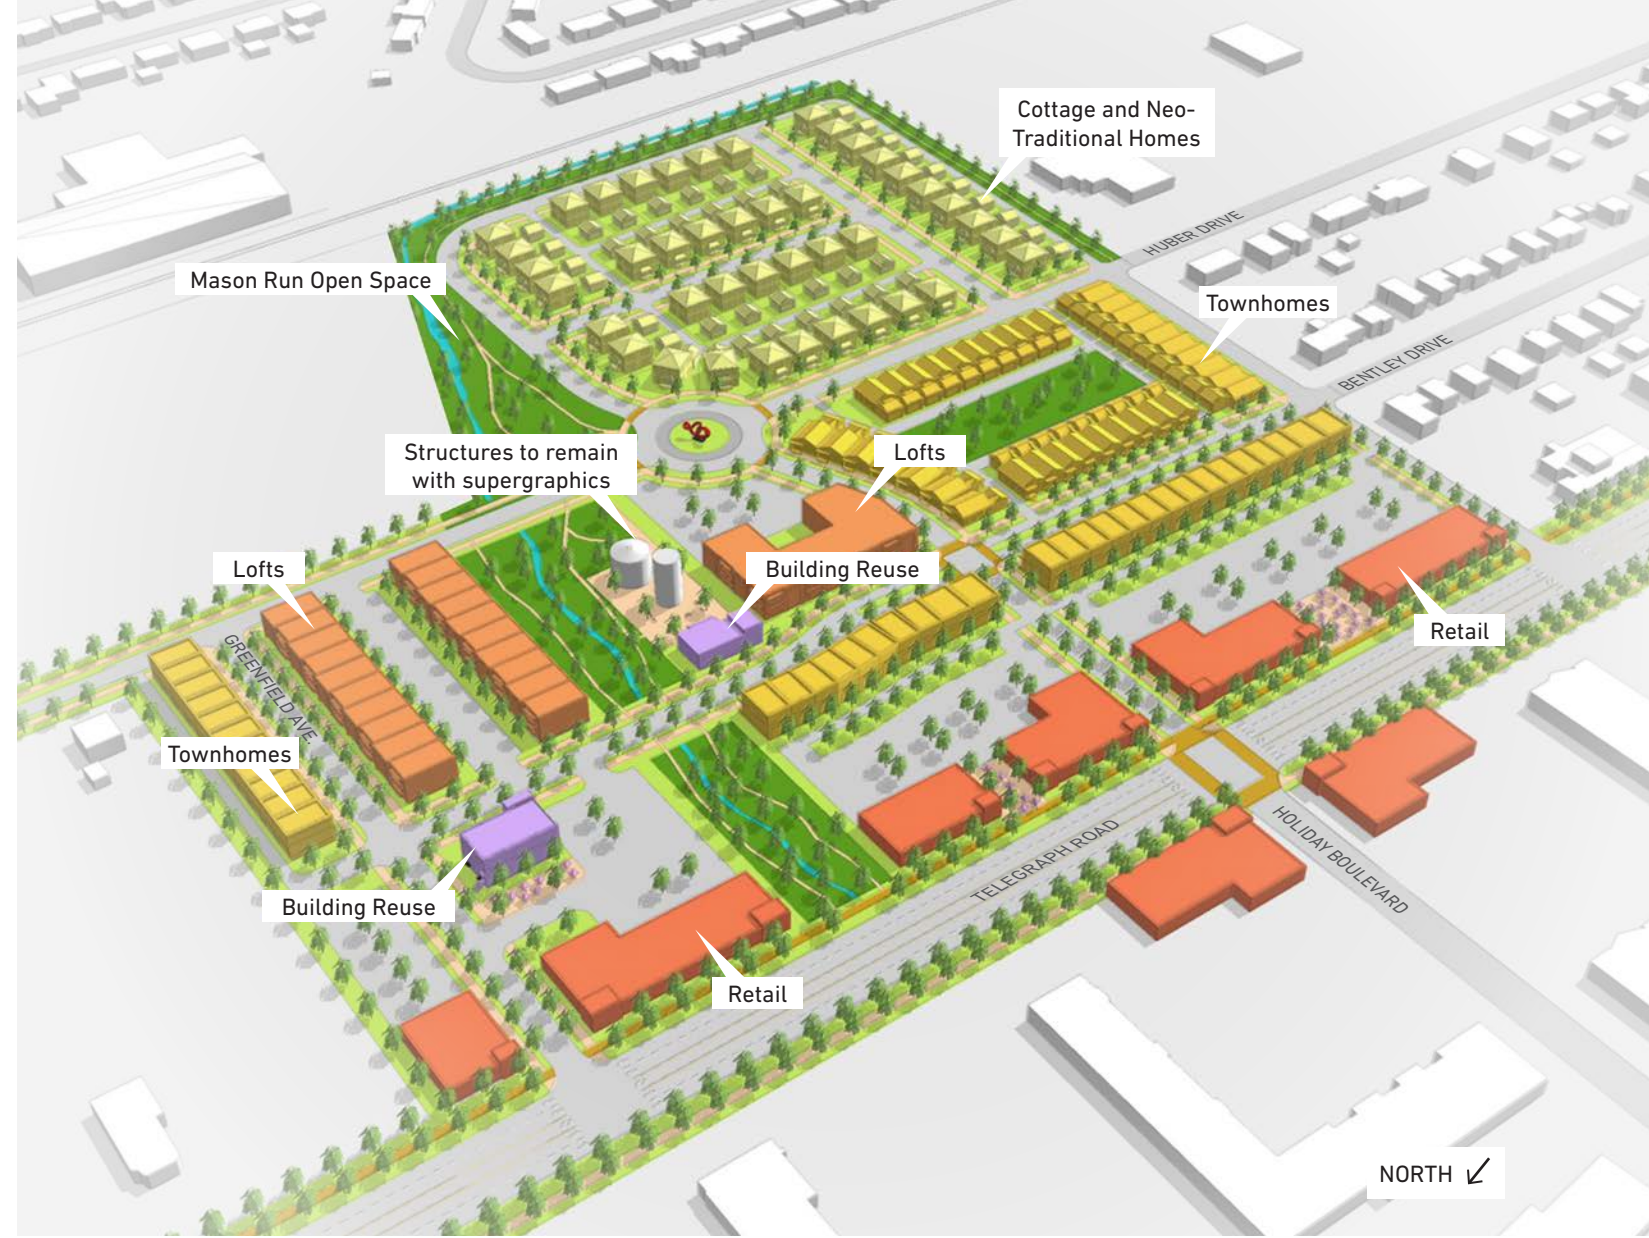 Cottage and Neo-
Traditional Homes
HUBER DRIVE
Mason Run Open Space
Townhomes
BENTLEY DRIVE
Structures to remain
with supergraphics
Lofts
Building Reuse
Lofts
Retail
GREENFIELD AVE.
Townhomes
TELEGRAPH ROAD
HOLIDAY BOULEVARD
Building Reuse
Retail
NORTH